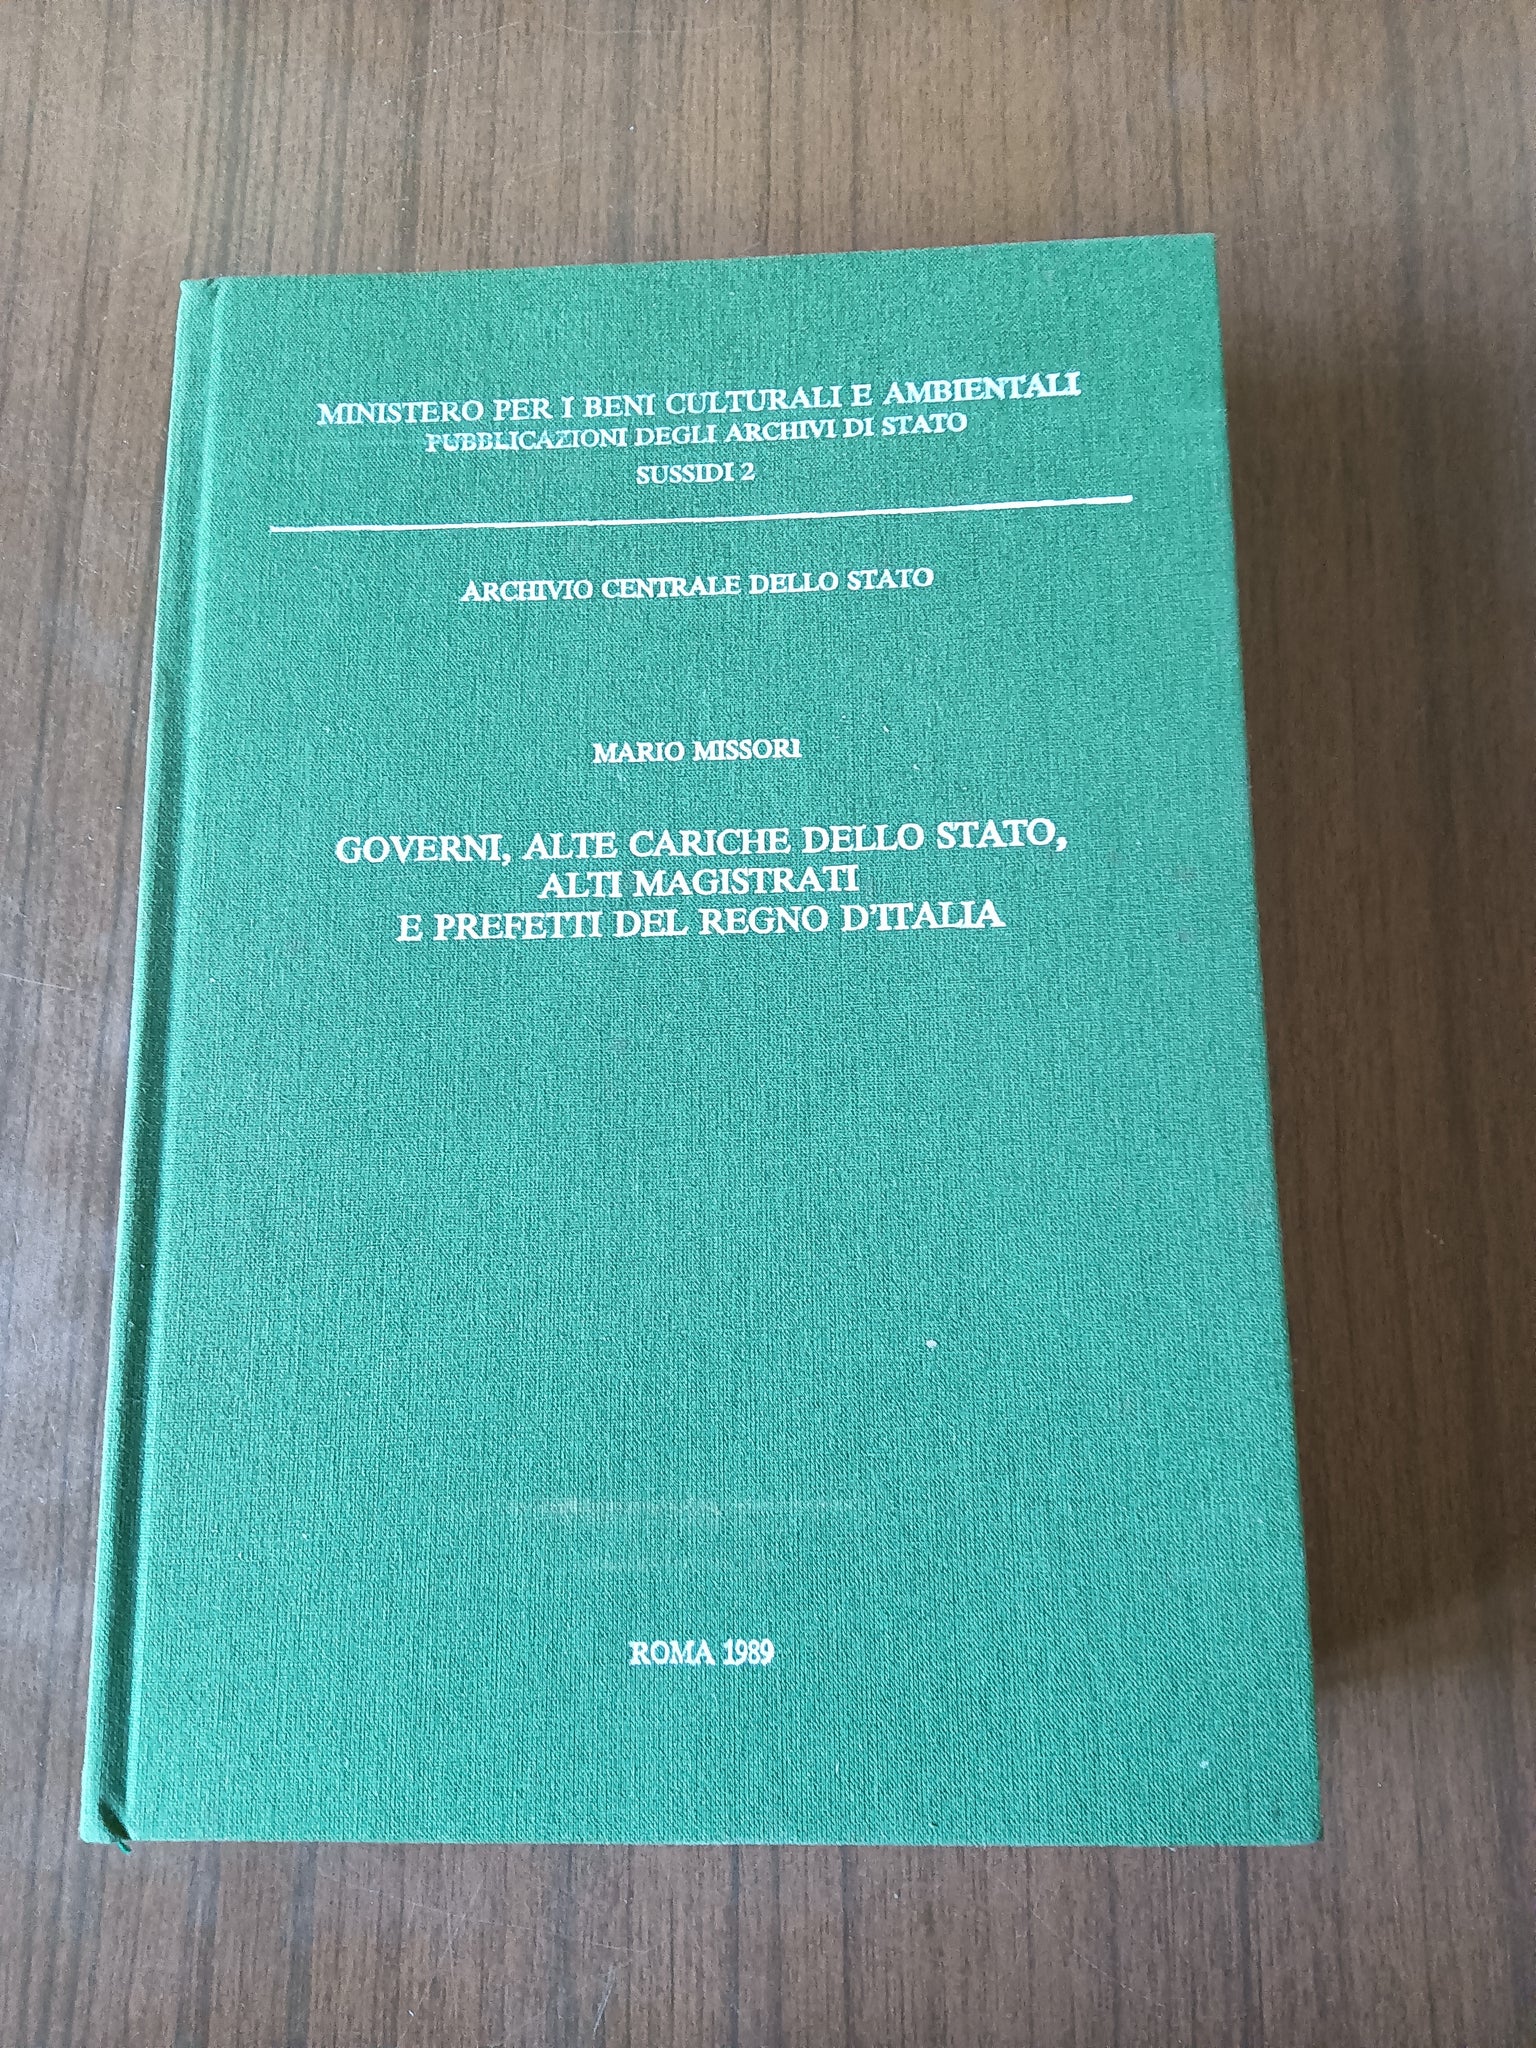 MINISTERO PER I BENI CULTURALI E AMBIENTALI
PUBBLICAZIONI DEGLI ARCHIVI DI STATO
SUSSIDI 2
ARCHIVIO CENTRALE DELLO STATO
MARIO MISSORI
GOVERNI, ALTE CARICHE DELLO STATO,
ALTI MAGISTRATI
E PREFETTI DEL REGNO D'ITALIA
ROMA 1989